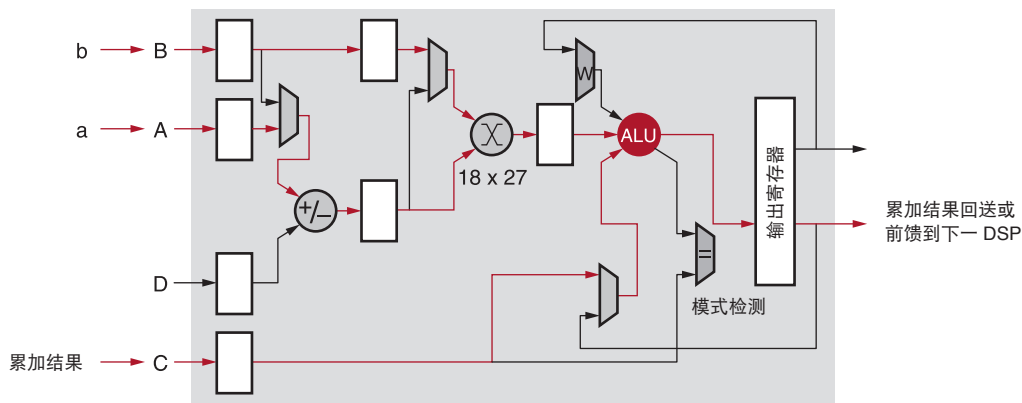 b
B
a
A
W
ALU
18 x 27
+/−
D
=
模式检测
输出寄存器
累加结果回送或
前馈到下一 DSP
累加结果
C